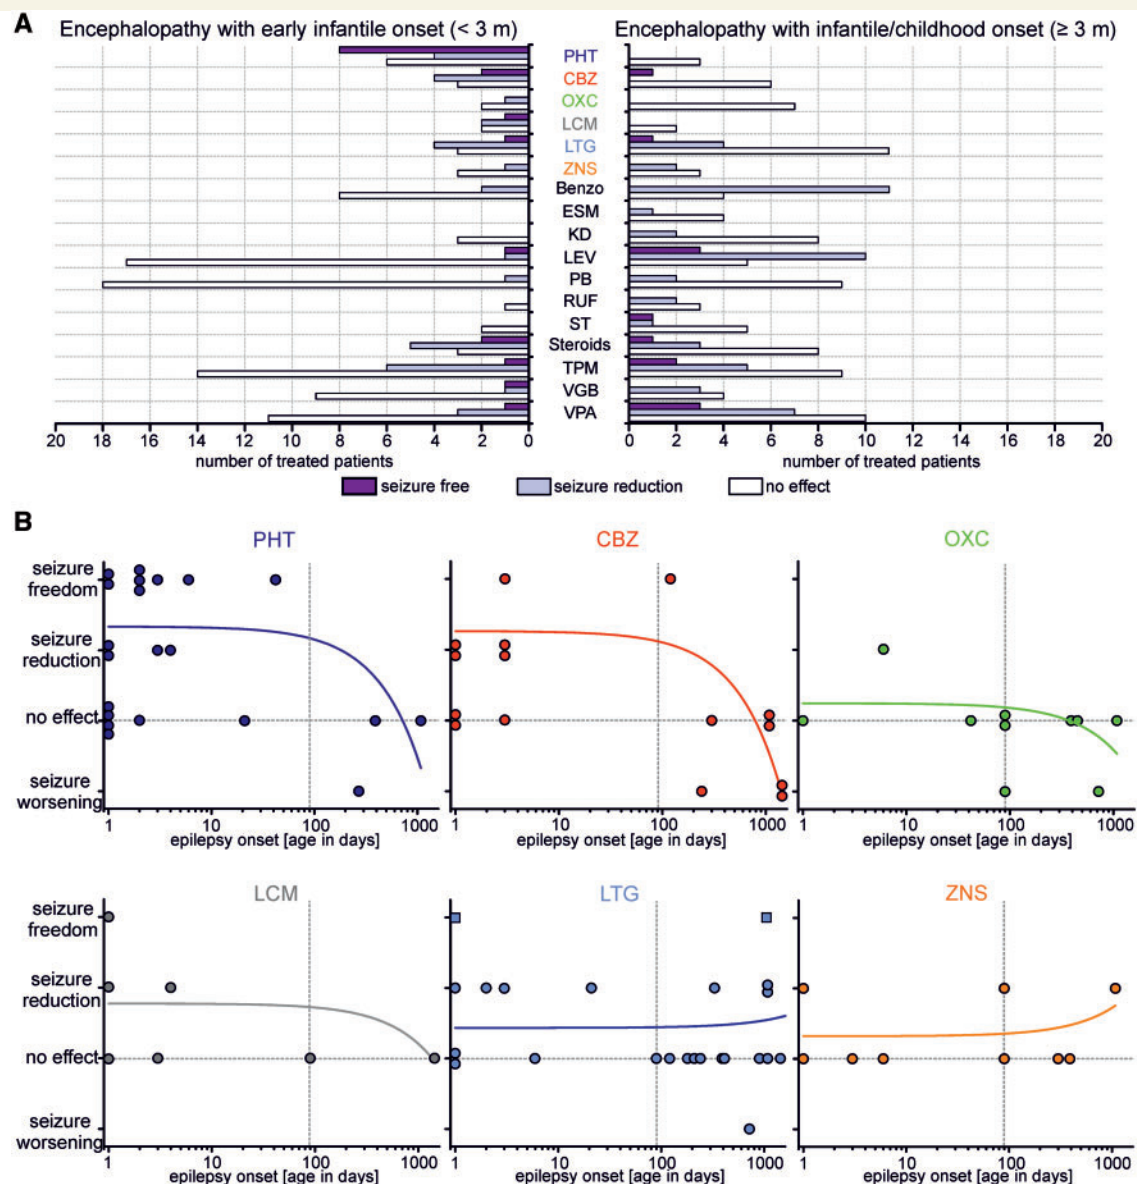 A
Encephalopathy with early infantile onset (< 3 m)
Encephalopathy with infantile/childhood onset (≥ 3 m)
PHT
CBZ
OXC
LCM
LTG
ZNS
Benzo
ESM
KD
LEV
PB
RUF
ST
Steroids
TPM
VGB
VPA
20 18 16 14 12 10 8 6 4 2 0
0 2 4 6 8 10 12 14 16 18 20
number of treated patients
number of treated patients
seizure free
seizure reduction
no effect
B
PHT
CBZ
OXC
seizure
freedom
seizure
reduction
no effect
seizure
worsening
1 10 100 1000
1 10 100 1000
1 10 100 1000
epilepsy onset [age in days]
epilepsy onset [age in days]
epilepsy onset [age in days]
LCM
LTG
ZNS
seizure
freedom
seizure
reduction
no effect
seizure
worsening
1 10 100 1000
1 10 100 1000
1 10 100 1000
epilepsy onset [age in days]
epilepsy onset [age in days]
epilepsy onset [age in days]